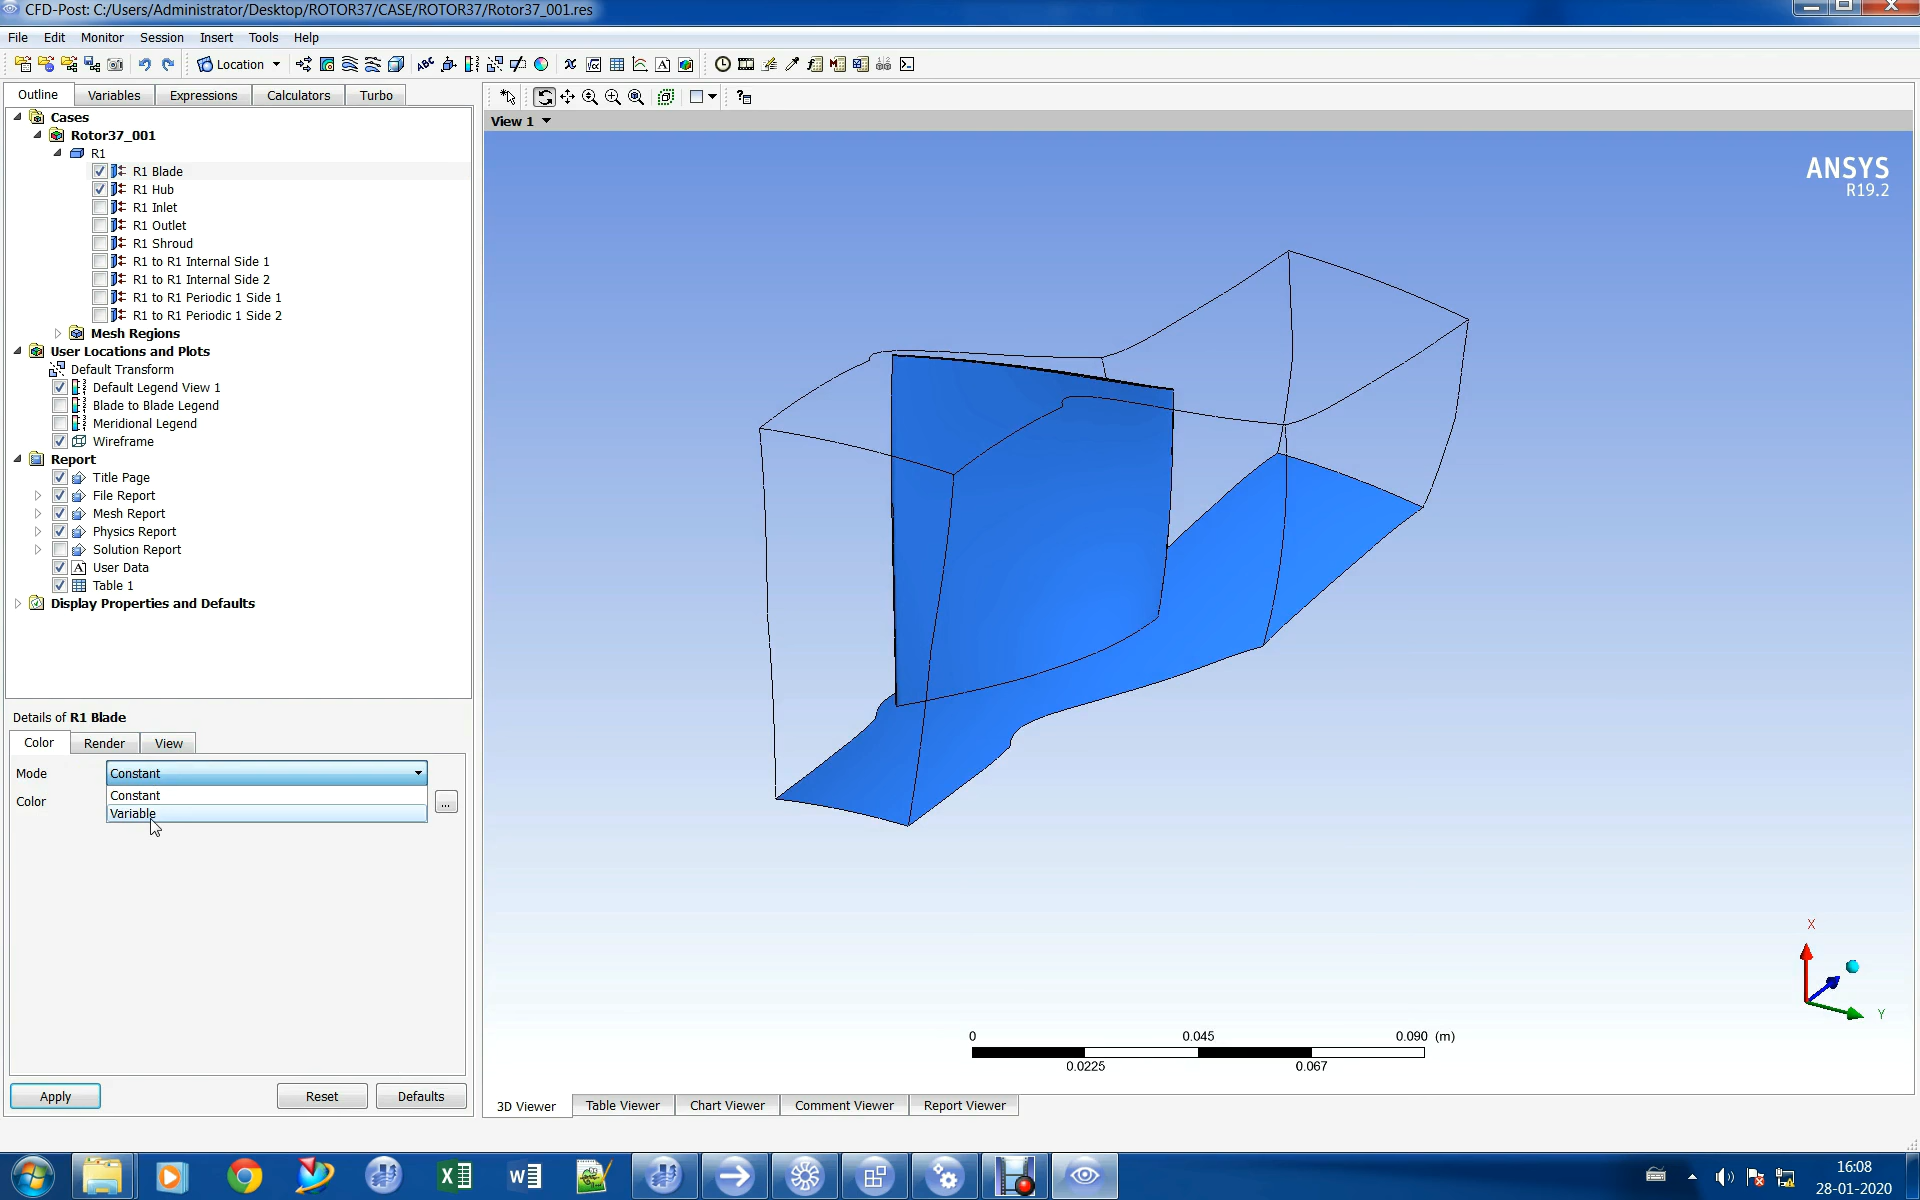 CFD-Post: C:/Users/Administrator/Desktop/ROTOR37/CASE/ROTOR37/Rotor37_001.res
File Edit Monitor Session Insert Tools Help
Location
Outline Variables Expressions Calculators Turbo
View 1
Cases
Rotor37_001
R1
R1 Blade
R1 Hub
R1 Inlet
R1 Outlet
R1 Shroud
R1 to R1 Internal Side 1
R1 to R1 Internal Side 2
R1 to R1 Periodic 1 Side 1
R1 to R1 Periodic 1 Side 2
Mesh Regions
User Locations and Plots
Default Transform
Default Legend View 1
Blade to Blade Legend
Meridional Legend
Wireframe
Report
Title Page
File Report
Mesh Report
Physics Report
Solution Report
User Data
Table 1
Display Properties and Defaults
Details of R1 Blade
Color Render View
Mode Constant
Constant
Color ...
Variable
Apply Reset Defaults
ANSYS
R19.2
X
Y
0 0.045 0.090 (m)
0.0225 0.067
3D Viewer Table Viewer Chart Viewer Comment Viewer Report Viewer
16:08
28-01-2020